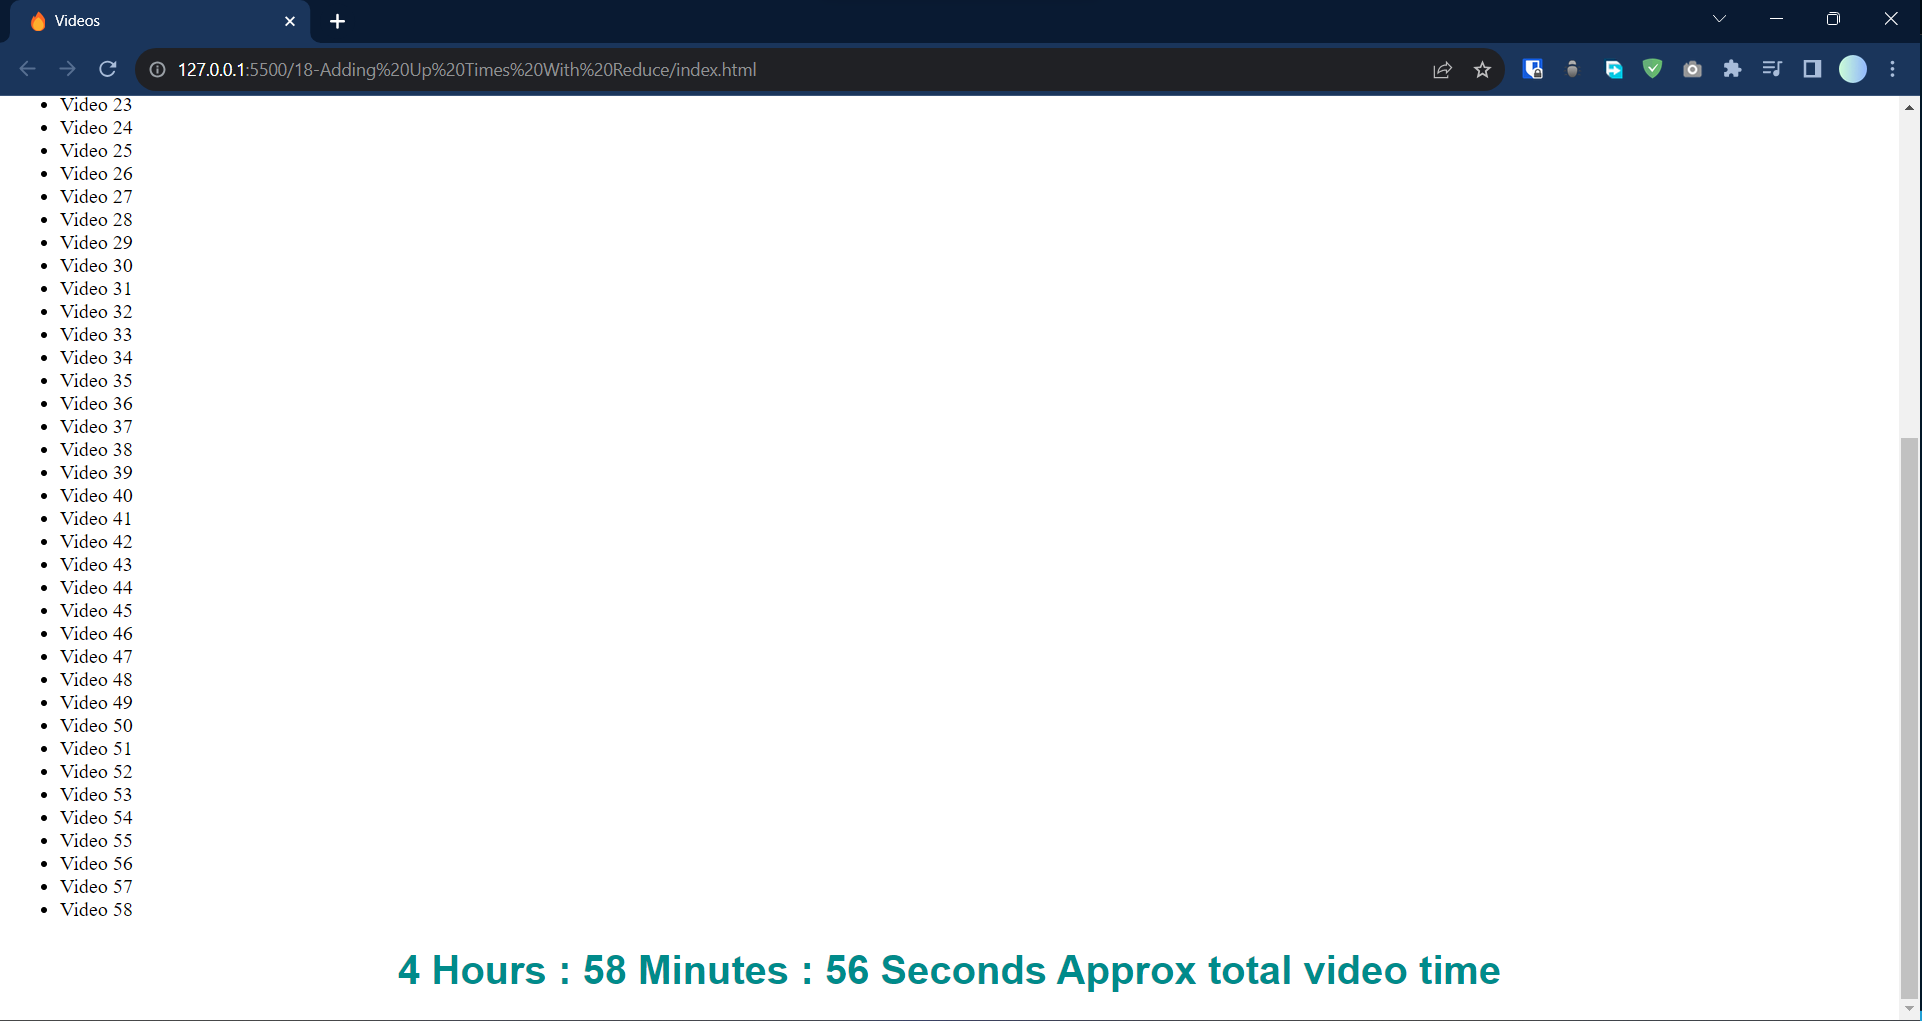 Videos
127.0.0.1:5500/18-Adding%20Up%20Times%20With%20Reduce/index.html
Video 23
Video 24
Video 25
Video 26
Video 27
Video 28
Video 29
Video 30
Video 31
Video 32
Video 33
Video 34
Video 35
Video 36
Video 37
Video 38
Video 39
Video 40
Video 41
Video 42
Video 43
Video 44
Video 45
Video 46
Video 47
Video 48
Video 49
Video 50
Video 51
Video 52
Video 53
Video 54
Video 55
Video 56
Video 57
Video 58
4 Hours : 58 Minutes : 56 Seconds Approx total video time